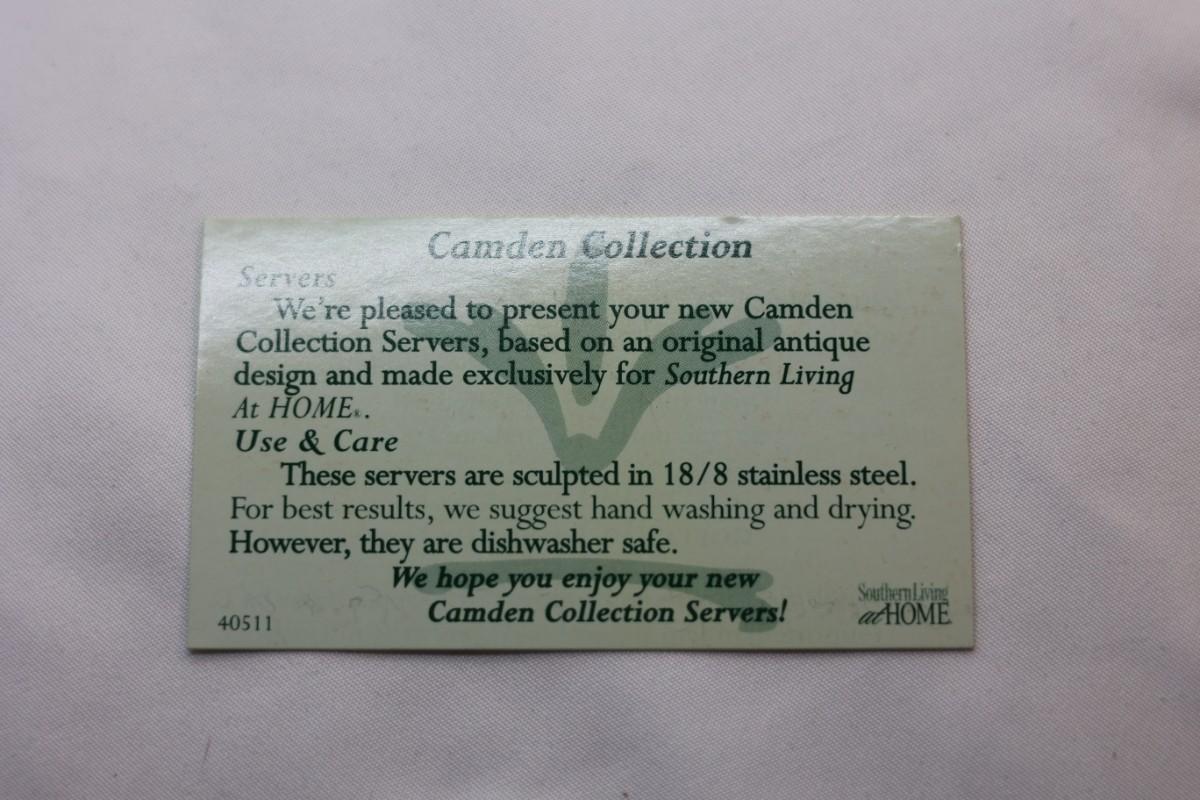 Camden Collection
Servers
We're pleased to present your new Camden
Collection Servers, based on an original antique
design and made exclusively for Southern Living
At HOME®.
Use & Care
These servers are sculpted in 18/8 stainless steel.
For best results, we suggest hand washing and drying.
However, they are dishwasher safe.
We hope you enjoy your new
Camden Collection Servers!
40511
Southern Living
at HOME